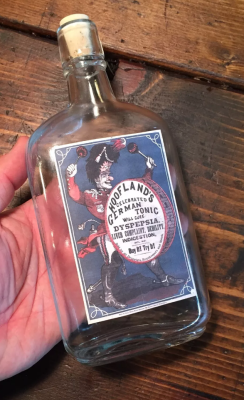 HOOFLAND'S
CELEBRATED
GERMAN TONIC
WILL CURE
DYSPEPSIA,
LIVER COMPLAINT, DEBILITY,
INDIGESTION,
Buy It! Try It!